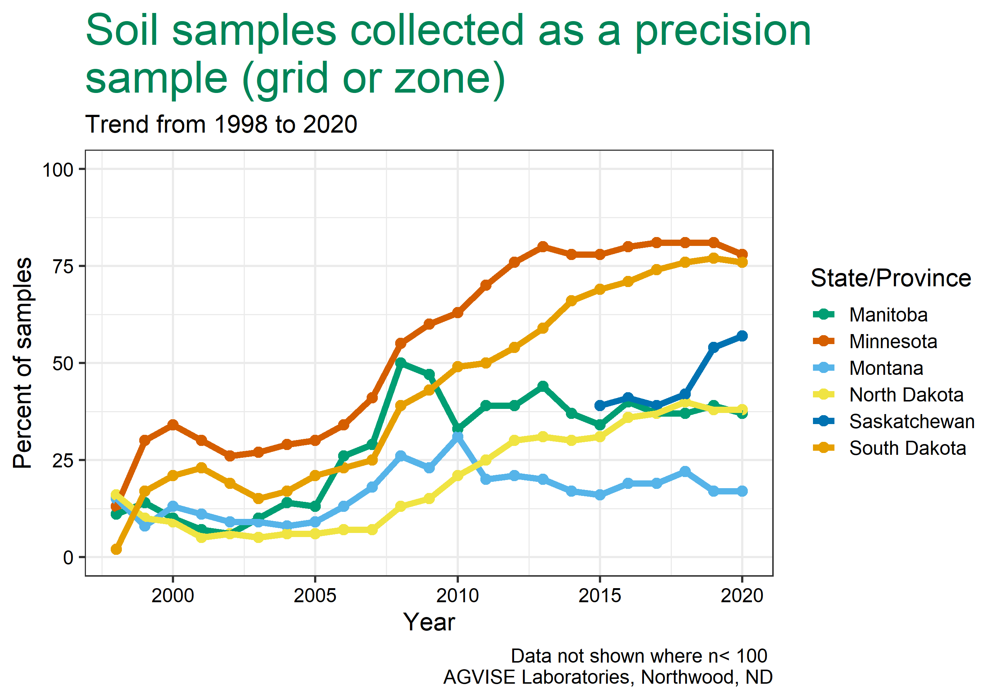 Soil samples collected as a precision
sample (grid or zone)
Trend from 1998 to 2020
Percent of samples
100
75
50
25
0
2000 2005 2010 2015 2020
Year
State/Province
Manitoba
Minnesota
Montana
North Dakota
Saskatchewan
South Dakota
Data not shown where n< 100
AGVISE Laboratories, Northwood, ND